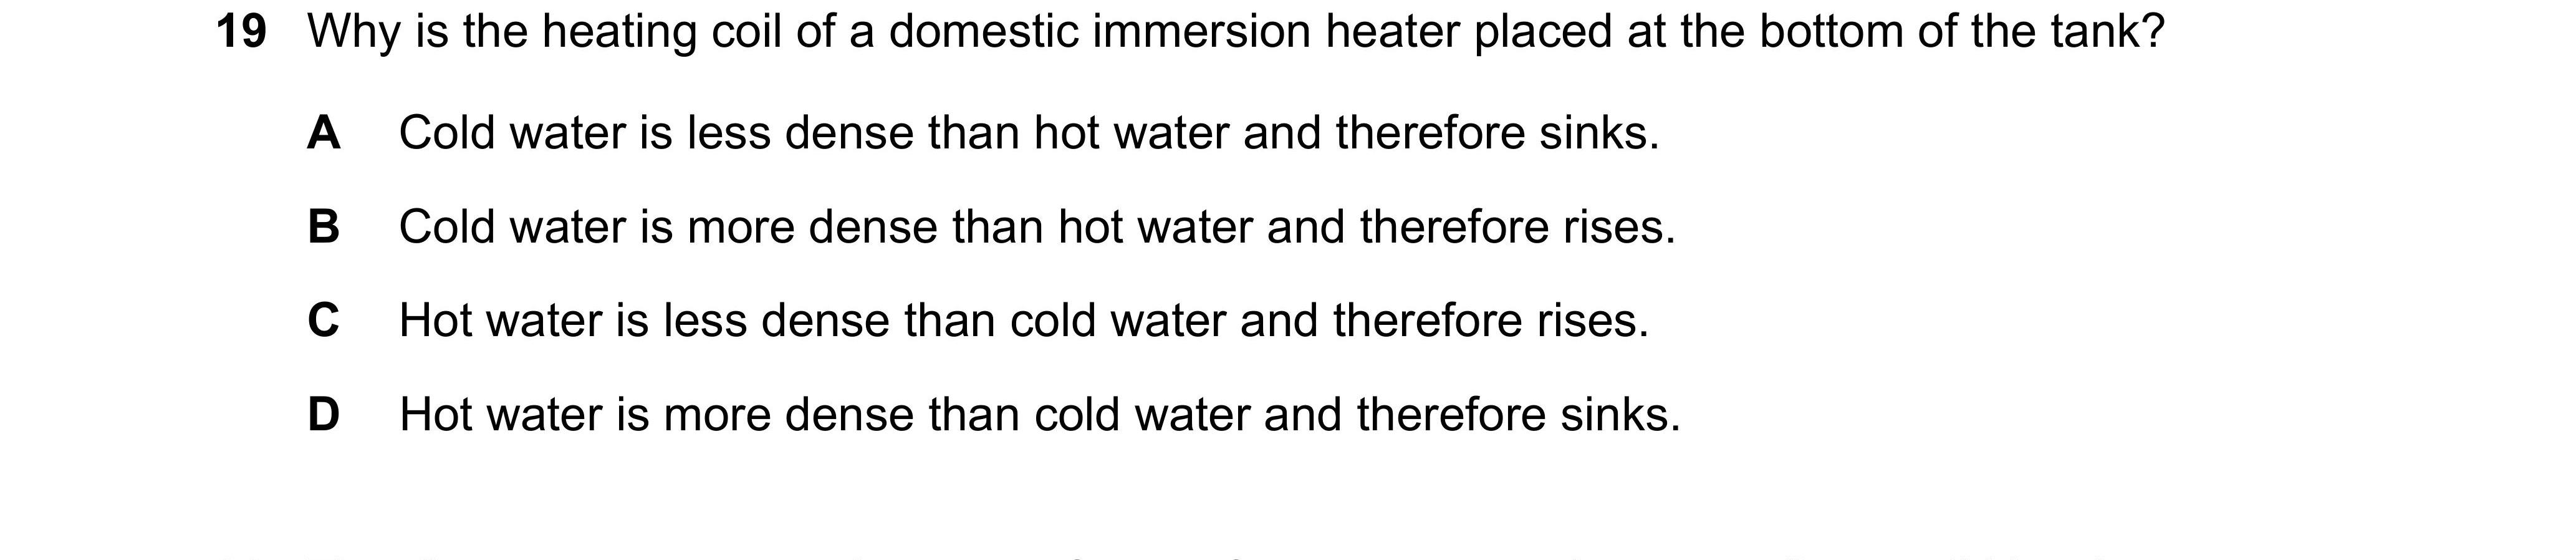 19 Why is the heating coil of a domestic immersion heater placed at the bottom of the tank?
A Cold water is less dense than hot water and therefore sinks.
B Cold water is more dense than hot water and therefore rises.
C Hot water is less dense than cold water and therefore rises.
D Hot water is more dense than cold water and therefore sinks.